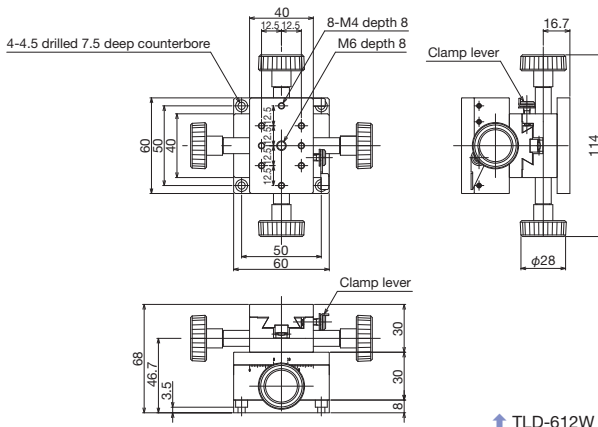 40
12.5 12.5
8-M4 depth 8
M6 depth 8
4-4.5 drilled 7.5 deep counterbore
16.7
Clamp lever
60
50
40
12.5
12.5
12.5
12.5
114
50
60
φ28
Clamp lever
68
46.7
3.5
30
30
8
TLD-612W